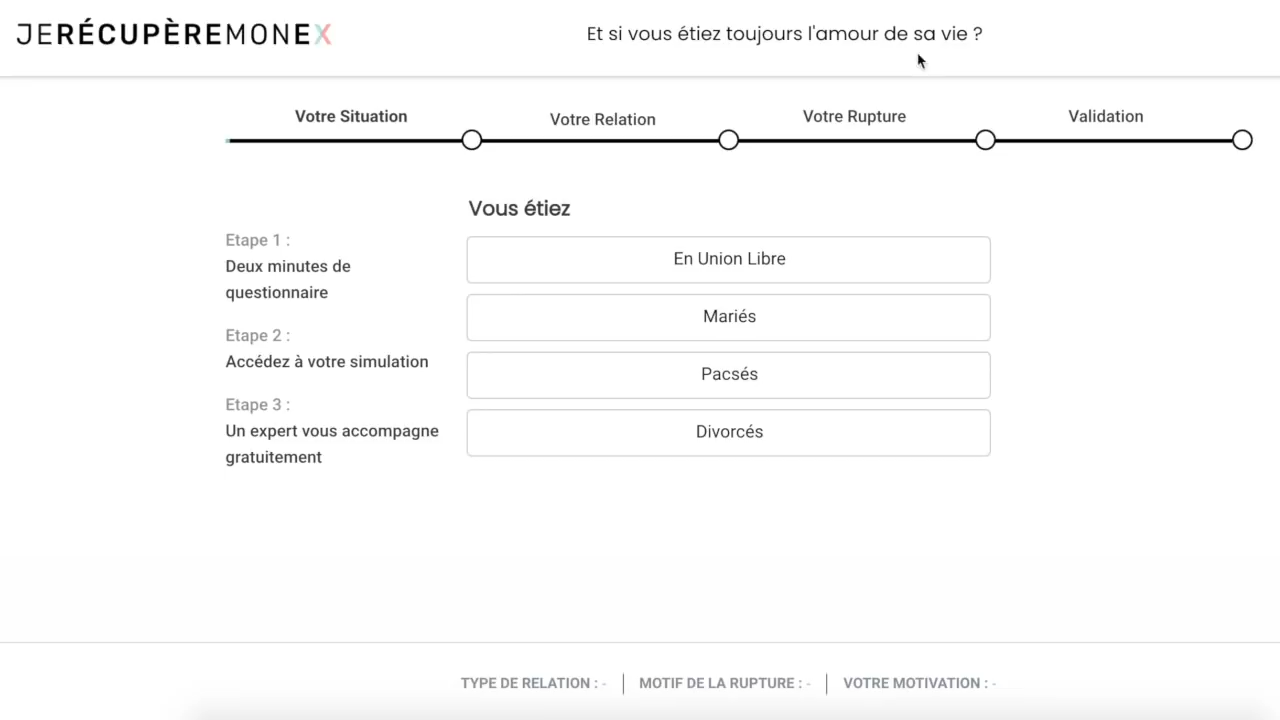 JERÉCUPÈREMONEX
Et si vous étiez toujours l'amour de sa vie ?
Votre Situation
Votre Relation
Votre Rupture
Validation
Etape 1 :
Deux minutes de
questionnaire
Etape 2 :
Accédez à votre simulation
Etape 3 :
Un expert vous accompagne
gratuitement
Vous étiez
En Union Libre
Mariés
Pacsés
Divorcés
TYPE DE RELATION : -
MOTIF DE LA RUPTURE : -
VOTRE MOTIVATION : -